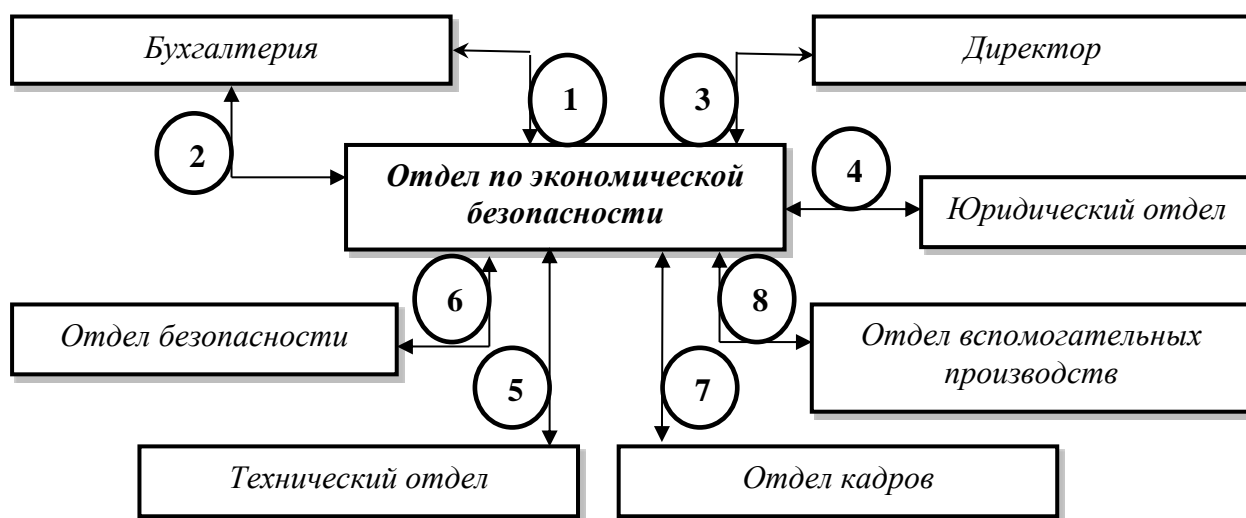 Бухгалтерия
Директор
1
3
2
Отдел по экономической
безопасности
4
Юридический отдел
6
8
Отдел безопасности
Отдел вспомогательных
производств
5
7
Технический отдел
Отдел кадров